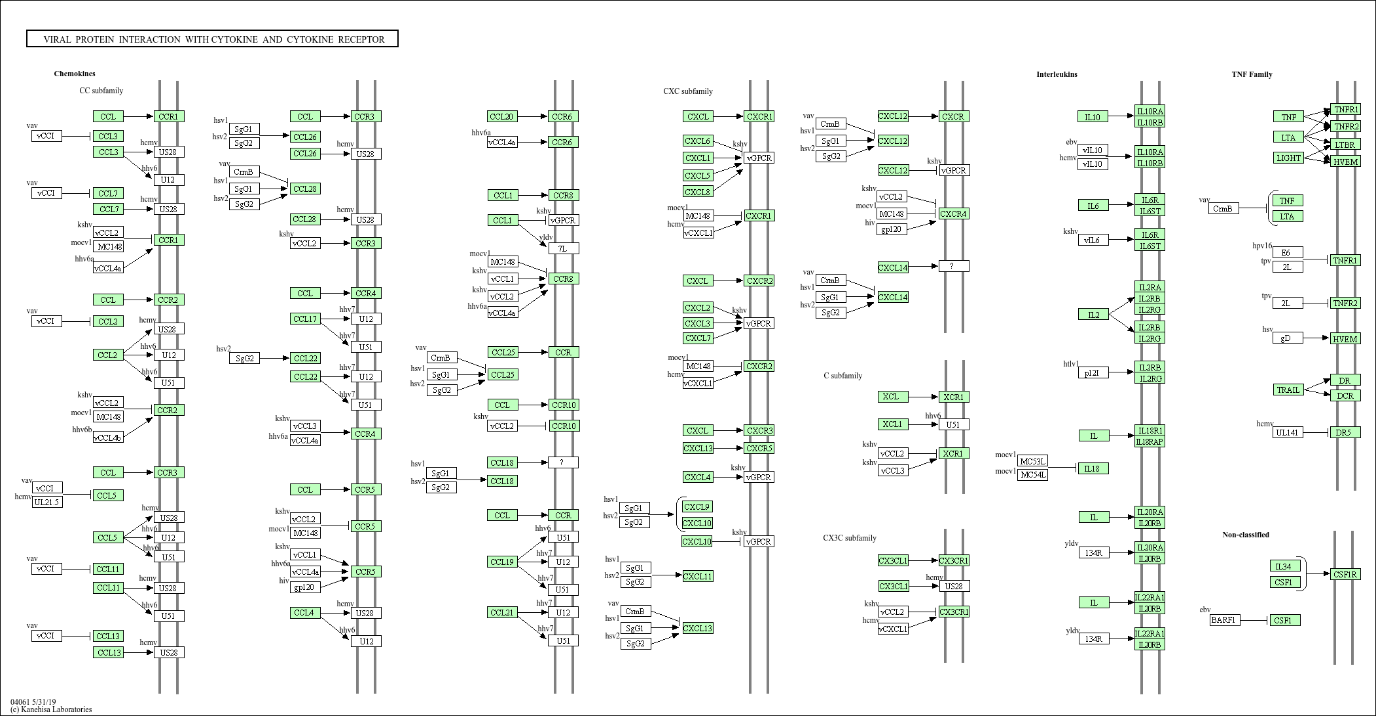 VIRAL PROTEIN INTERACTION WITH CYTOKINE AND CYTOKINE RECEPTOR
Chemokines
CC subfamily
CCL CCR1
vav
vCCI CCL3
CCL3 hcmv US28
hhv6 U12
vav
vCCI CCL7
CCL7 hcmv US28
kshv
vCCL2 CCR1
mocv1 MC148
hhv6a vCCL4a
CCL CCR2
vav
vCCI CCL2
hcmv US28
CCL2 hhv6 U12
hhv6 U51
kshv
vCCL2 CCR2
mocv1 MC148
hhv6b vCCL4b
CCL CCR3
vav
vCCI CCL5
hcmv UL21.5
hcmv US28
CCL5 hhv6 U12
hhv6 U51
vav
vCCI CCL11
CCL11 hcmv US28
hhv6 U51
vav
vCCI CCL13
CCL13 hcmv US28
CCL CCR3
hsv1 SgG1 CCL26
hsv2 SgG2
CCL26 hcmv US28
vav
CrmB
hsv1 SgG1 CCL28
hsv2 SgG2
CCL28 hcmv US28
kshv vCCL2 CCR3
CCL CCR4
CCL17 hhv7 U12
hhv7 U51
hsv2 SgG2 CCL22
CCL22 hhv7 U12
hhv7 U51
kshv vCCL3 CCR4
hhv6a vCCL4a
CCL CCR5
kshv vCCL2 CCR5
mocv1 MC148
kshv vCCL1
hhv6a vCCL4a CCR5
hiv gp120
CCL4 hcmv US28
hhv6 U12
CCL20 CCR6
hhv6a vCCL4a CCR6
CCL1 CCR8
CCL1 kshv vGPCR
yldv 7L
mocv1 MC148
kshv vCCL1 CCR8
kshv vCCL2
hhv6a vCCL4a
CCL25 CCR
vav
CrmB
hsv1 SgG1 CCL25
hsv2 SgG2
CCL CCR10
kshv vCCL2 CCR10
CCL18 ?
hsv1 SgG1 CCL18
hsv2 SgG2
CCL CCR
hhv6 U51
CCL19 hhv7 U12
hhv7 U51
CCL21 hhv7 U12
hhv7 U51
CXC subfamily
CXCL CXCR1
CXCL6
CXCL1 kshv vGPCR
CXCL5
CXCL8
mocv1 MC148 CXCR1
hcmv vCXCL1
CXCL CXCR2
CXCL2
CXCL3 kshv vGPCR
CXCL7
mocv1 MC148 CXCR2
hcmv vCXCL1
CXCL CXCR3
CXCL13 CXCR5
CXCL4 kshv vGPCR
hsv1 SgG1 CXCL9
hsv2 SgG2 CXCL10
CXCL10 kshv vGPCR
hsv1 SgG1 CXCL11
hsv2 SgG2
vav
CrmB
hsv1 SgG1 CXCL13
hsv2 SgG2
CXCL12 CXCR
vav
CrmB
hsv1 SgG1 CXCL12
hsv2 SgG2
CXCL12 kshv vGPCR
kshv vCCL2
mocv1 MC148 CXCR4
hiv gp120
CXCL14 ?
vav
CrmB
hsv1 SgG1 CXCL14
hsv2 SgG2
C subfamily
XCL XCR1
XCL1 hhv6 U51
kshv vCCL2 XCR1
kshv vCCL3
CX3C subfamily
CX3CL1 CX3CR1
CX3CL1 hcmv US28
kshv vCCL2 CX3CR1
hcmv vCXCL1
Interleukins
IL10 IL10RA
IL10RB
ebv vIL10 IL10RA
hcmv vIL10 IL10RB
IL6 IL6R
IL6ST
kshv vIL6 IL6R
IL6ST
IL2RA
IL2RB
IL2 IL2RG
IL2RB
IL2RG
htlv1 p12I IL2RB
IL2RG
IL IL18R1
IL18RAP
mocv1 MC53L IL18
mocv1 MC54L
IL IL20RA
IL20RB
yldv 134R IL20RA
IL20RB
IL IL22RA1
IL20RB
yldv 134R IL22RA1
IL20RB
TNF Family
TNF TNFR1
TNFR2
LTA LTBR
LIGHT HVEM
vav CrmB TNF
LTA
hpv16 E6 TNFR1
tpv 2L
tpv 2L TNFR2
hsv gD HVEM
TRAIL DR
DCR
hcmv UL141 DR5
Non-classified
IL34 CSF1R
CSF1
ebv BARF1 CSF1
04061 5/31/19
(c) Kanehisa Laboratories